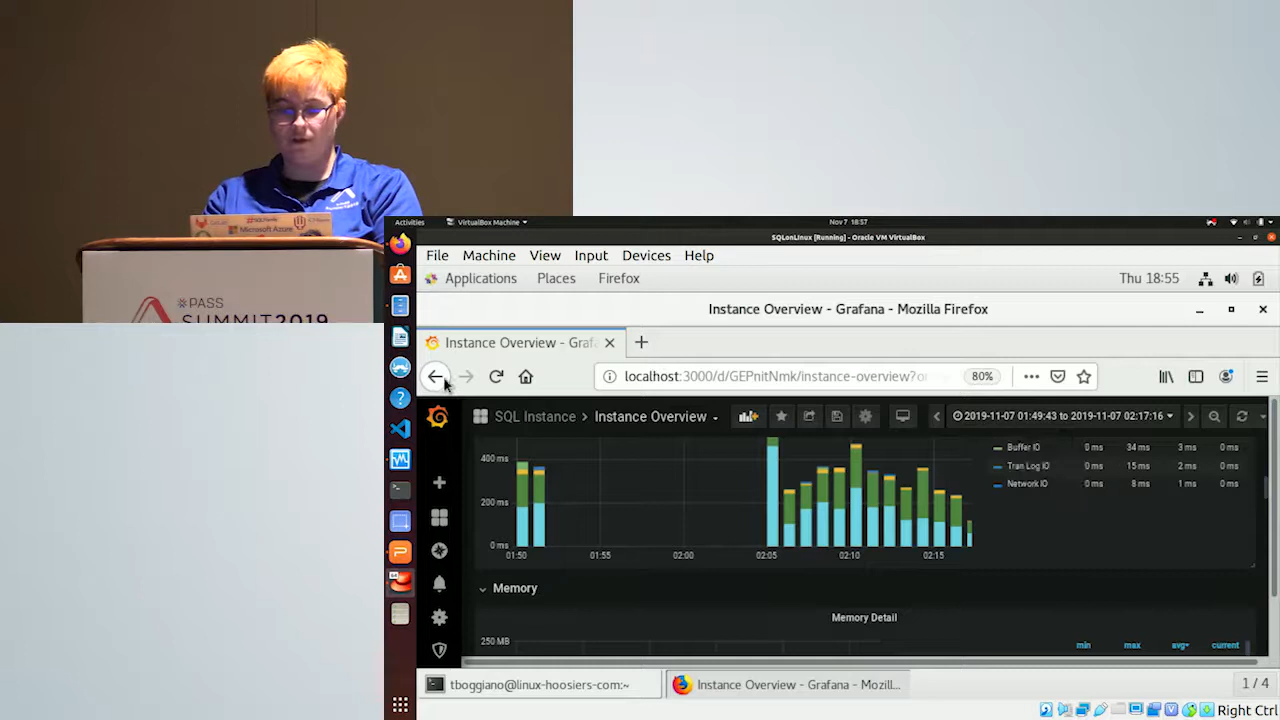 Microsoft Azure
PASS
SUMMIT2019
Activities
VirtualBox Machine
Nov 7 18:57
SQLonLinux [Running] - Oracle VM VirtualBox
File Machine View Input Devices Help
Applications Places Firefox
Thu 18:55
Instance Overview - Grafana - Mozilla Firefox
Instance Overview - Graf
localhost:3000/d/GEPnitNmk/instance-overview?o
80%
SQL Instance > Instance Overview
2019-11-07 01:49:43 to 2019-11-07 02:17:16
400 ms
200 ms
0 ms
01:50 01:55 02:00 02:05 02:10 02:15
Buffer IO 0 ms 34 ms 3 ms 0 ms
Tran Log IO 0 ms 15 ms 2 ms 0 ms
Network IO 0 ms 8 ms 1 ms 0 ms
Memory
Memory Detail
250 MB
min max avg current
tboggiano@linux-hoosiers-com:~
Instance Overview - Grafana - Mozill...
1 / 4
Right Ctrl